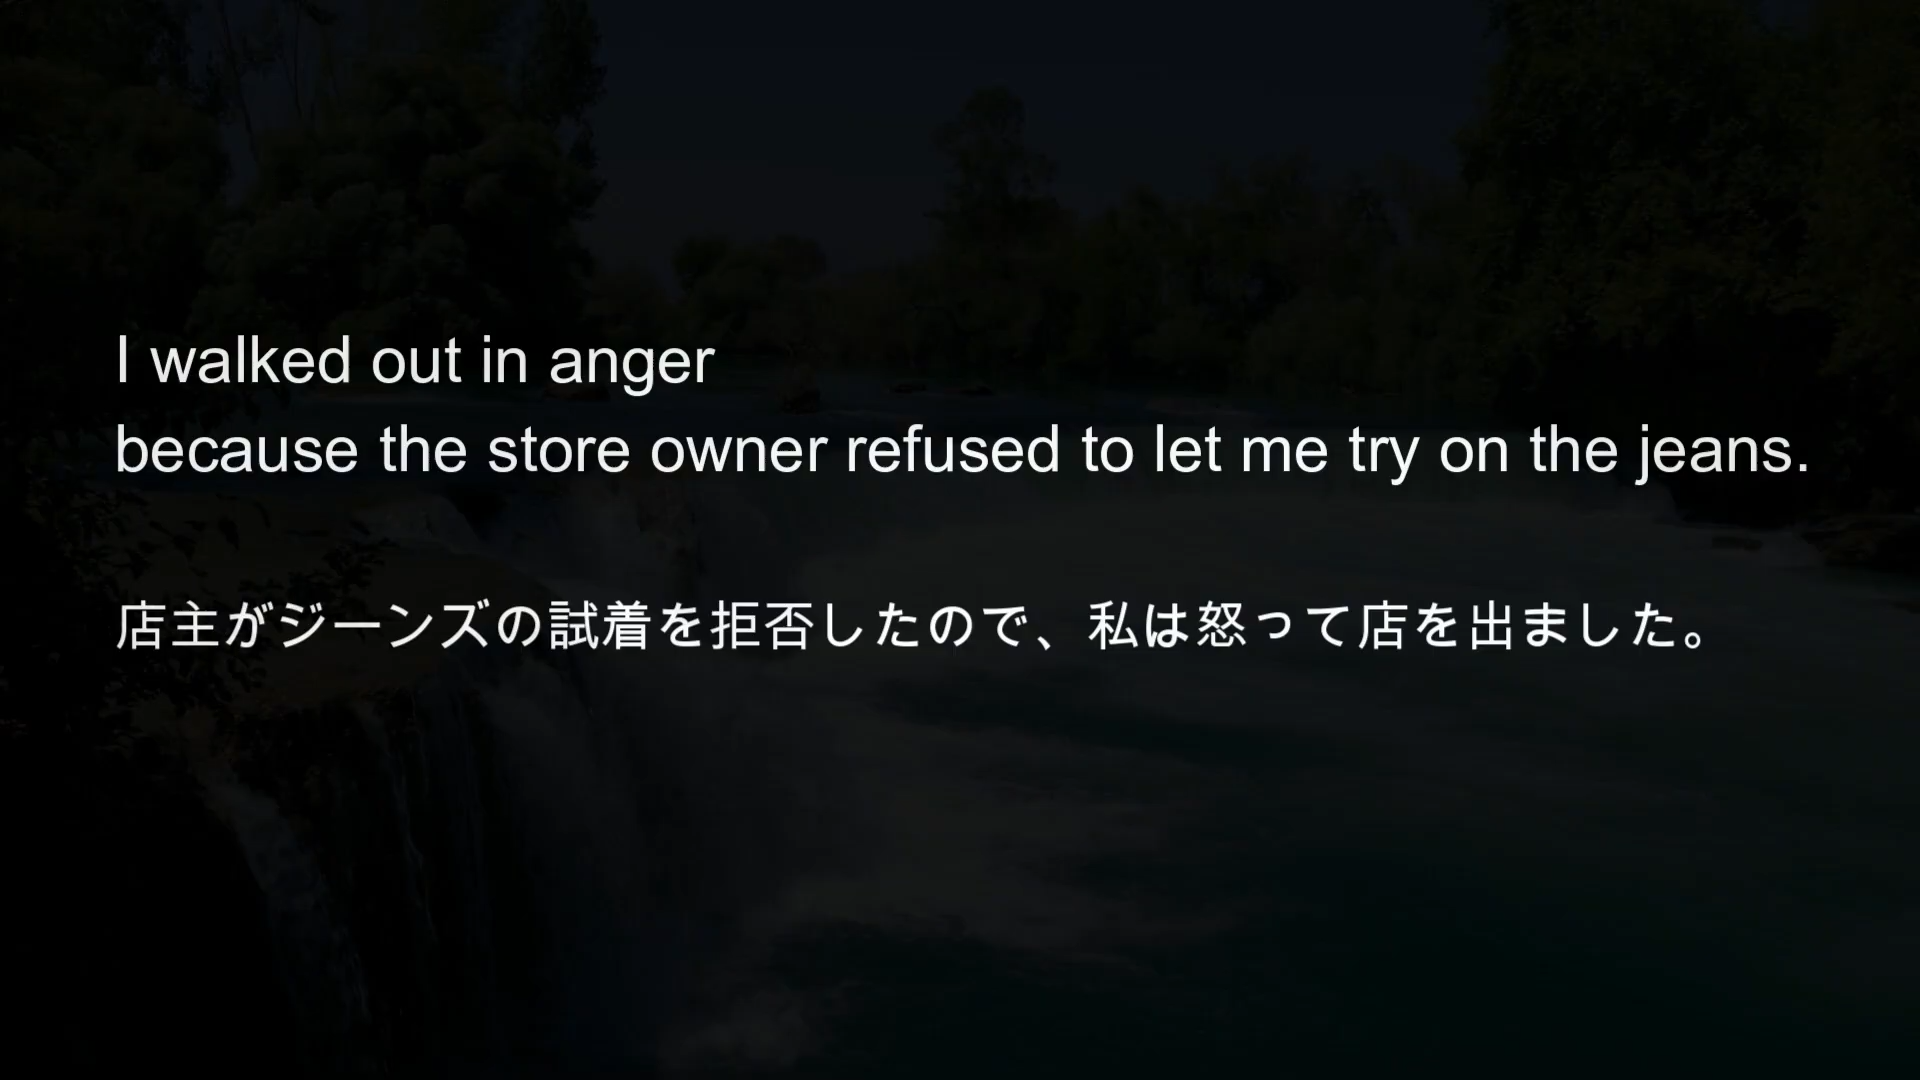 I walked out in anger
because the store owner refused to let me try on the jeans.
店主がジーンズの試着を拒否したので、私は怒って店を出ました。